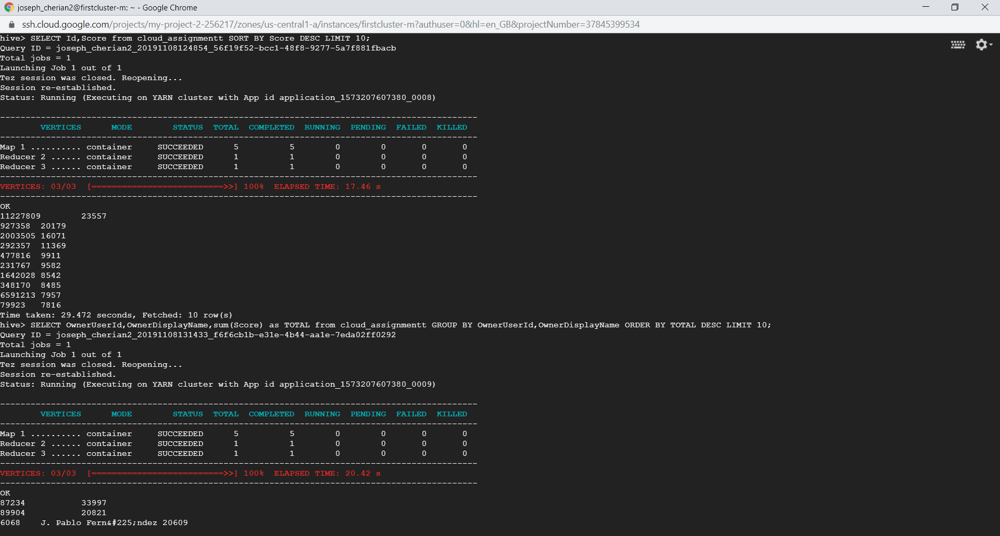 joseph_cherian2@firstcluster-m: ~ - Google Chrome
ssh.cloud.google.com/projects/my-project-2-256217/zones/us-central1-a/instances/firstcluster-m?authuser=0&hl=en_GB&projectNumber=37845399534
hive> SELECT Id,Score from cloud_assignmentt SORT BY Score DESC LIMIT 10;
Query ID = joseph_cherian2_20191108124854_56f19f52-bcc1-48f8-9277-5a7f881fbacb
Total jobs = 1
Launching Job 1 out of 1
Tez session was closed. Reopening...
Session re-established.
Status: Running (Executing on YARN cluster with App id application_1573207607380_0008)
----------------------------------------------------------------------------------------------
        VERTICES      MODE        STATUS  TOTAL  COMPLETED  RUNNING  PENDING  FAILED  KILLED
----------------------------------------------------------------------------------------------
Map 1 .......... container     SUCCEEDED      5          5        0        0       0       0
Reducer 2 ...... container     SUCCEEDED      1          1        0        0       0       0
Reducer 3 ...... container     SUCCEEDED      1          1        0        0       0       0
----------------------------------------------------------------------------------------------
VERTICES: 03/03  [==========================>>] 100%  ELAPSED TIME: 17.46 s
----------------------------------------------------------------------------------------------
OK
11227809        23557
927358  20179
2003505 16071
292357  11369
477816  9911
231767  9582
1642028 8542
348170  8485
6591213 7957
79923   7816
Time taken: 29.472 seconds, Fetched: 10 row(s)
hive> SELECT OwnerUserId,OwnerDisplayName,sum(Score) as TOTAL from cloud_assignmentt GROUP BY OwnerUserId,OwnerDisplayName ORDER BY TOTAL DESC LIMIT 10;
Query ID = joseph_cherian2_20191108131433_f6f6cb1b-e31e-4b44-aa1e-7eda02ff0292
Total jobs = 1
Launching Job 1 out of 1
Tez session was closed. Reopening...
Session re-established.
Status: Running (Executing on YARN cluster with App id application_1573207607380_0009)
----------------------------------------------------------------------------------------------
        VERTICES      MODE        STATUS  TOTAL  COMPLETED  RUNNING  PENDING  FAILED  KILLED
----------------------------------------------------------------------------------------------
Map 1 .......... container     SUCCEEDED      5          5        0        0       0       0
Reducer 2 ...... container     SUCCEEDED      1          1        0        0       0       0
Reducer 3 ...... container     SUCCEEDED      1          1        0        0       0       0
----------------------------------------------------------------------------------------------
VERTICES: 03/03  [==========================>>] 100%  ELAPSED TIME: 20.42 s
----------------------------------------------------------------------------------------------
OK
87234           33997
89904           20821
6068    J. Pablo Fern&#225;ndez 20609